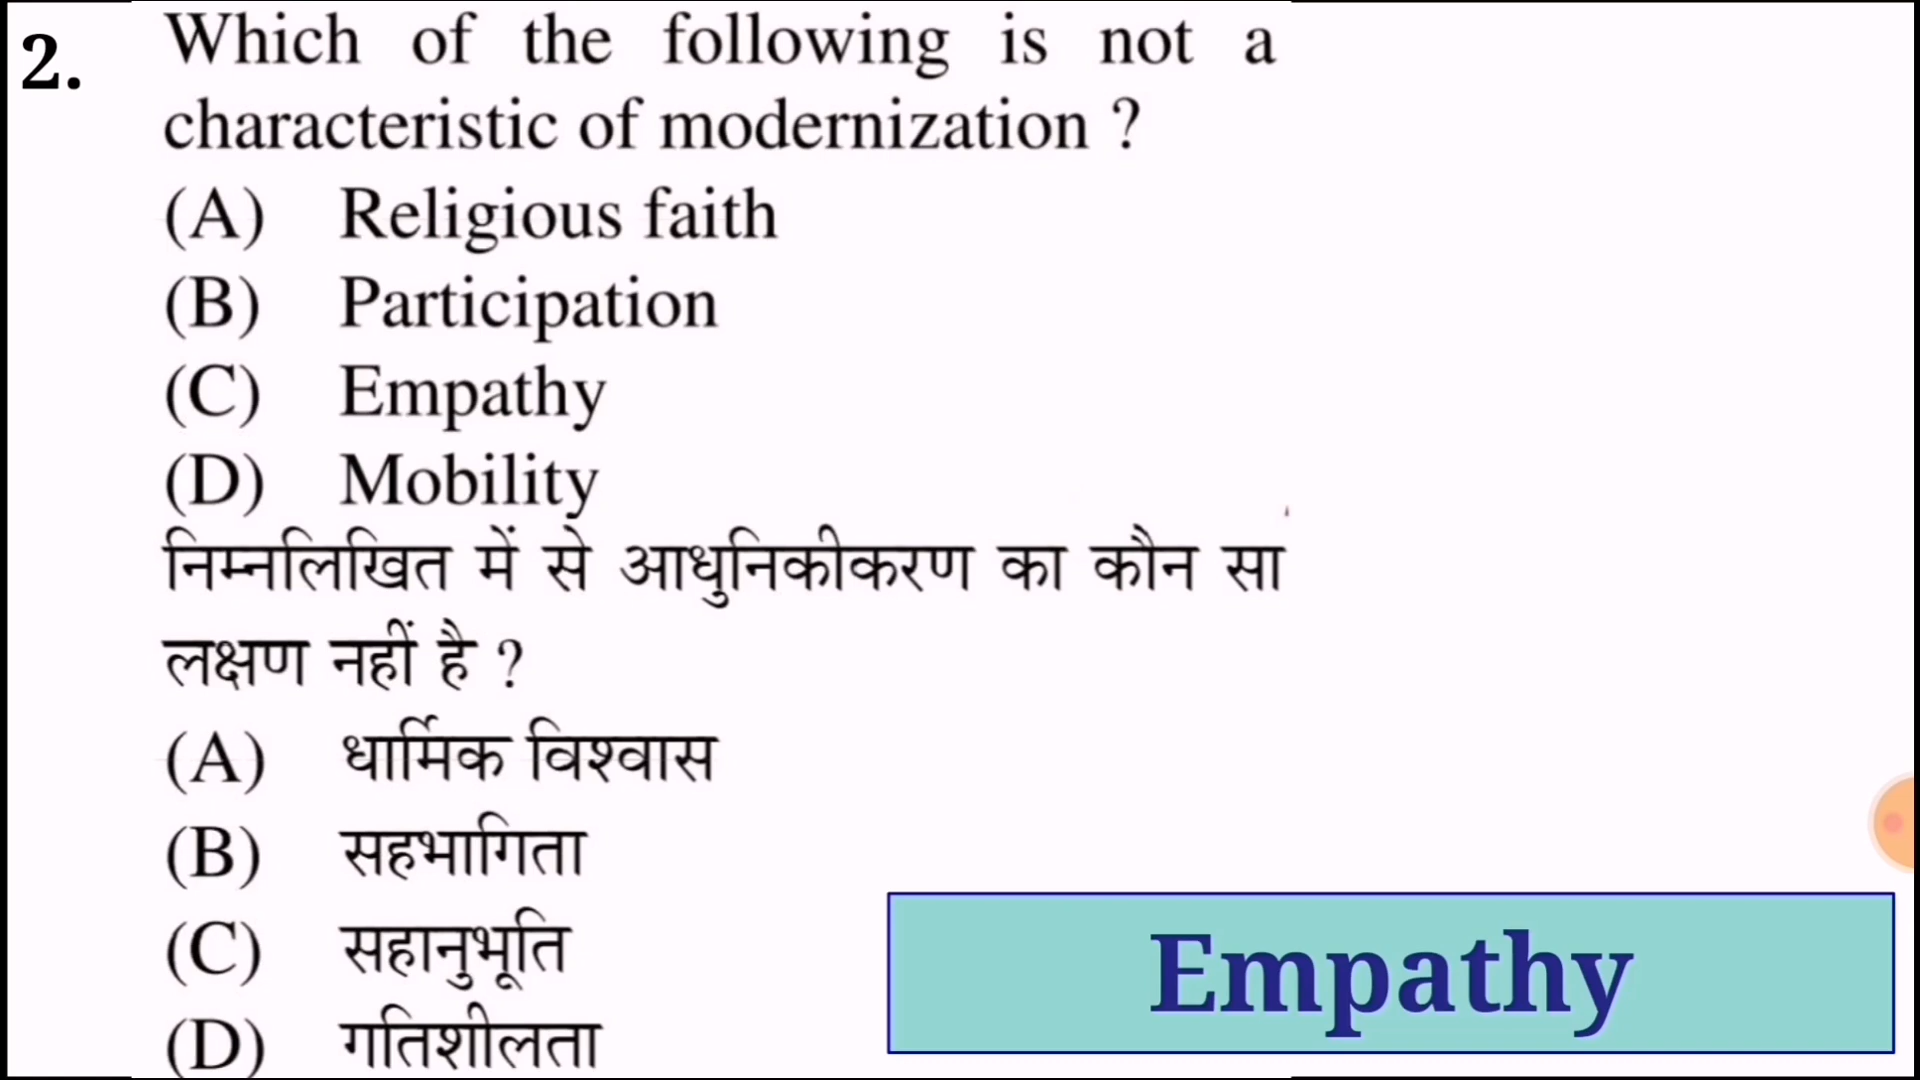 2.
Which of the following is not a
characteristic of modernization ?
(A) Religious faith
(B) Participation
(C) Empathy
(D) Mobility
निम्नलिखित में से आधुनिकीकरण का कौन सा
लक्षण नहीं है ?
(A) धार्मिक विश्वास
(B) सहभागिता
(C) सहानुभूति
(D) गतिशीलता
Empathy